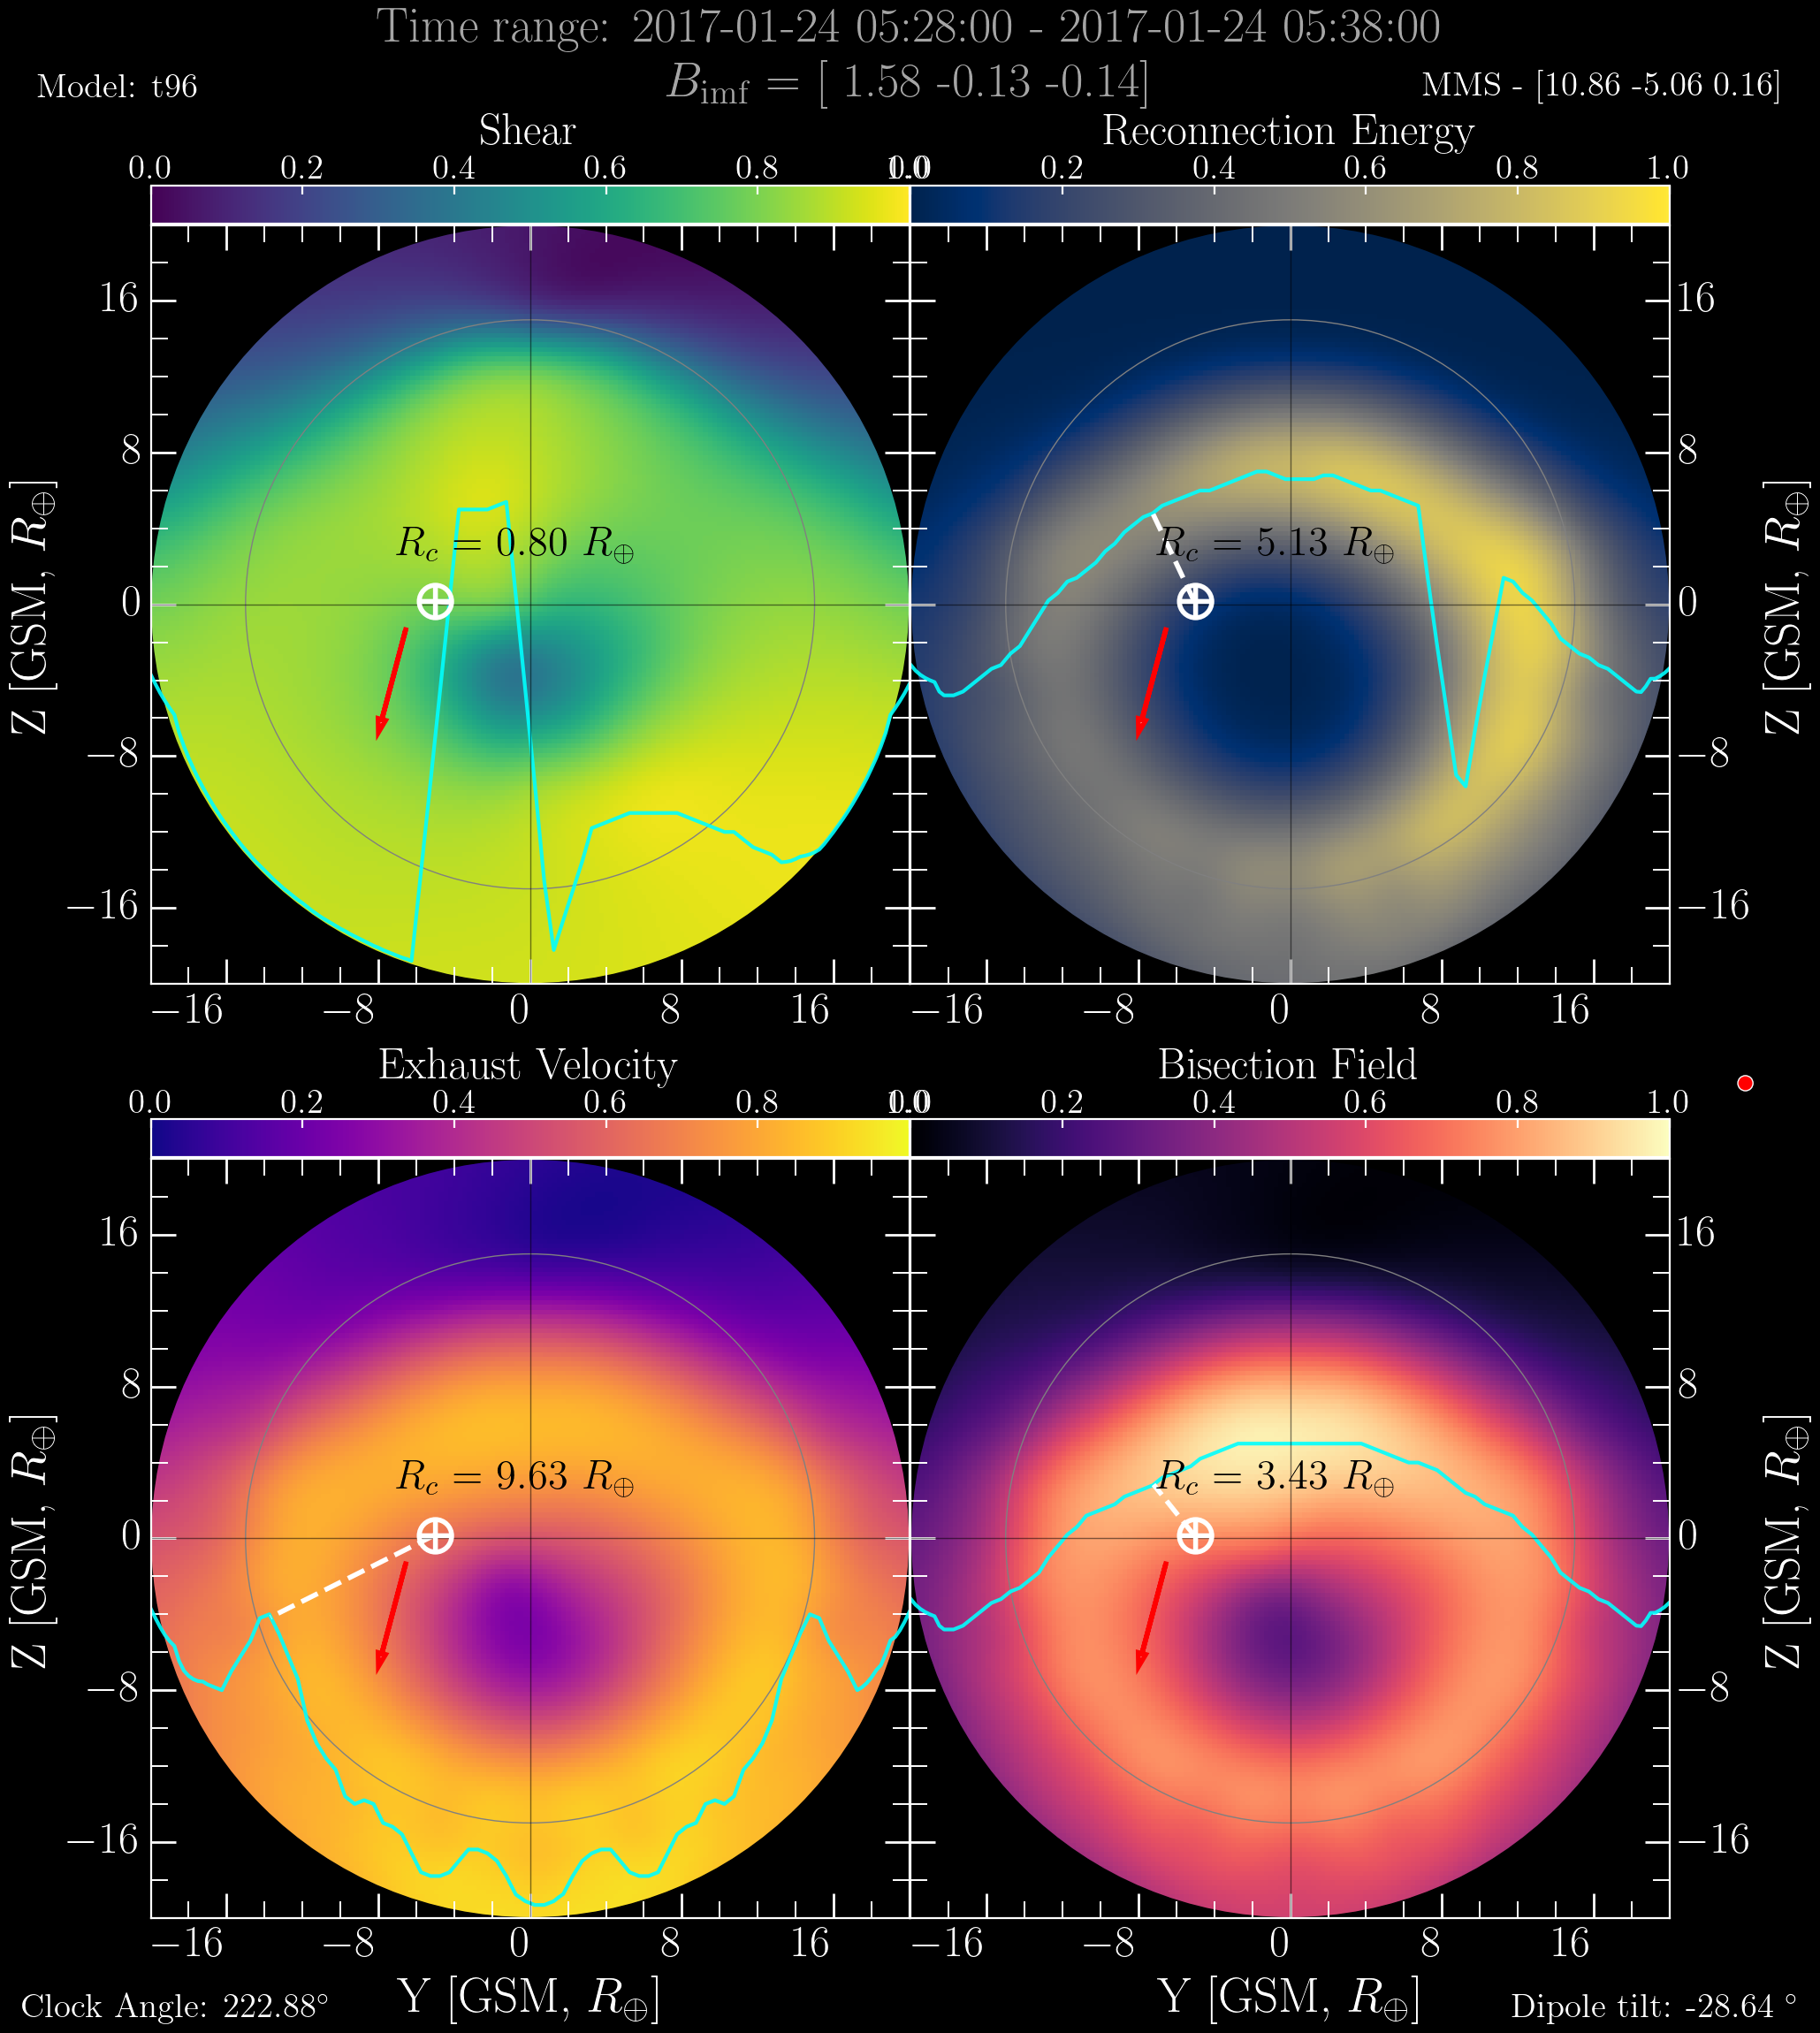 Time range: 2017-01-24 05:28:00 - 2017-01-24 05:38:00
Model: t96
B_imf = [ 1.58 -0.13 -0.14]
MMS - [10.86 -5.06 0.16]
Shear
Reconnection Energy
0.0 0.2 0.4 0.6 0.8 1.0
0.0 0.2 0.4 0.6 0.8 1.0
16
8
0
−8
−16
Z [GSM, R⊕]
R_c = 0.80 R⊕
R_c = 5.13 R⊕
16
8
0
−8
−16
Z [GSM, R⊕]
−16 −8 0 8 16
−16 −8 0 8 16
Exhaust Velocity
Bisection Field
0.0 0.2 0.4 0.6 0.8 1.0
0.0 0.2 0.4 0.6 0.8 1.0
16
8
0
−8
−16
Z [GSM, R⊕]
R_c = 9.63 R⊕
R_c = 3.43 R⊕
16
8
0
−8
−16
Z [GSM, R⊕]
−16 −8 0 8 16
−16 −8 0 8 16
Y [GSM, R⊕]
Y [GSM, R⊕]
Clock Angle: 222.88°
Dipole tilt: -28.64 °